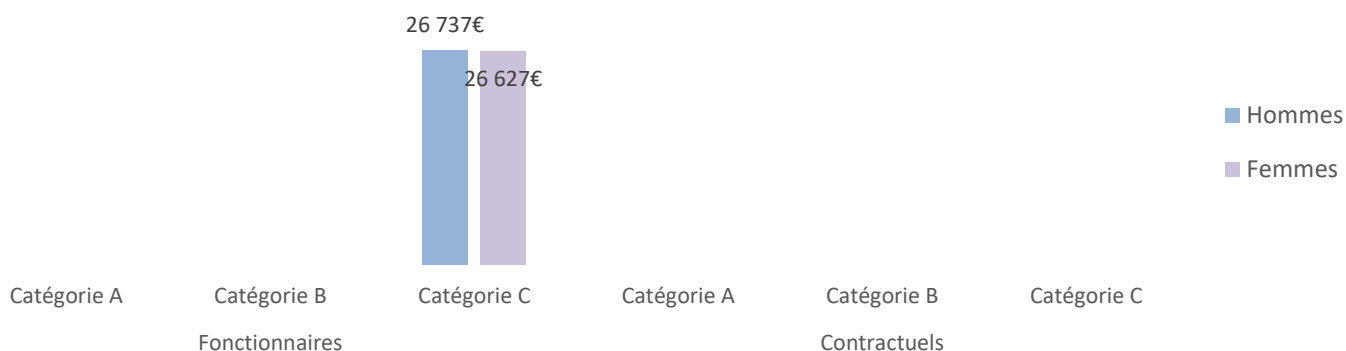 26 737€
26 627€
Hommes
Femmes
Catégorie A Catégorie B Catégorie C Catégorie A Catégorie B Catégorie C
Fonctionnaires Contractuels